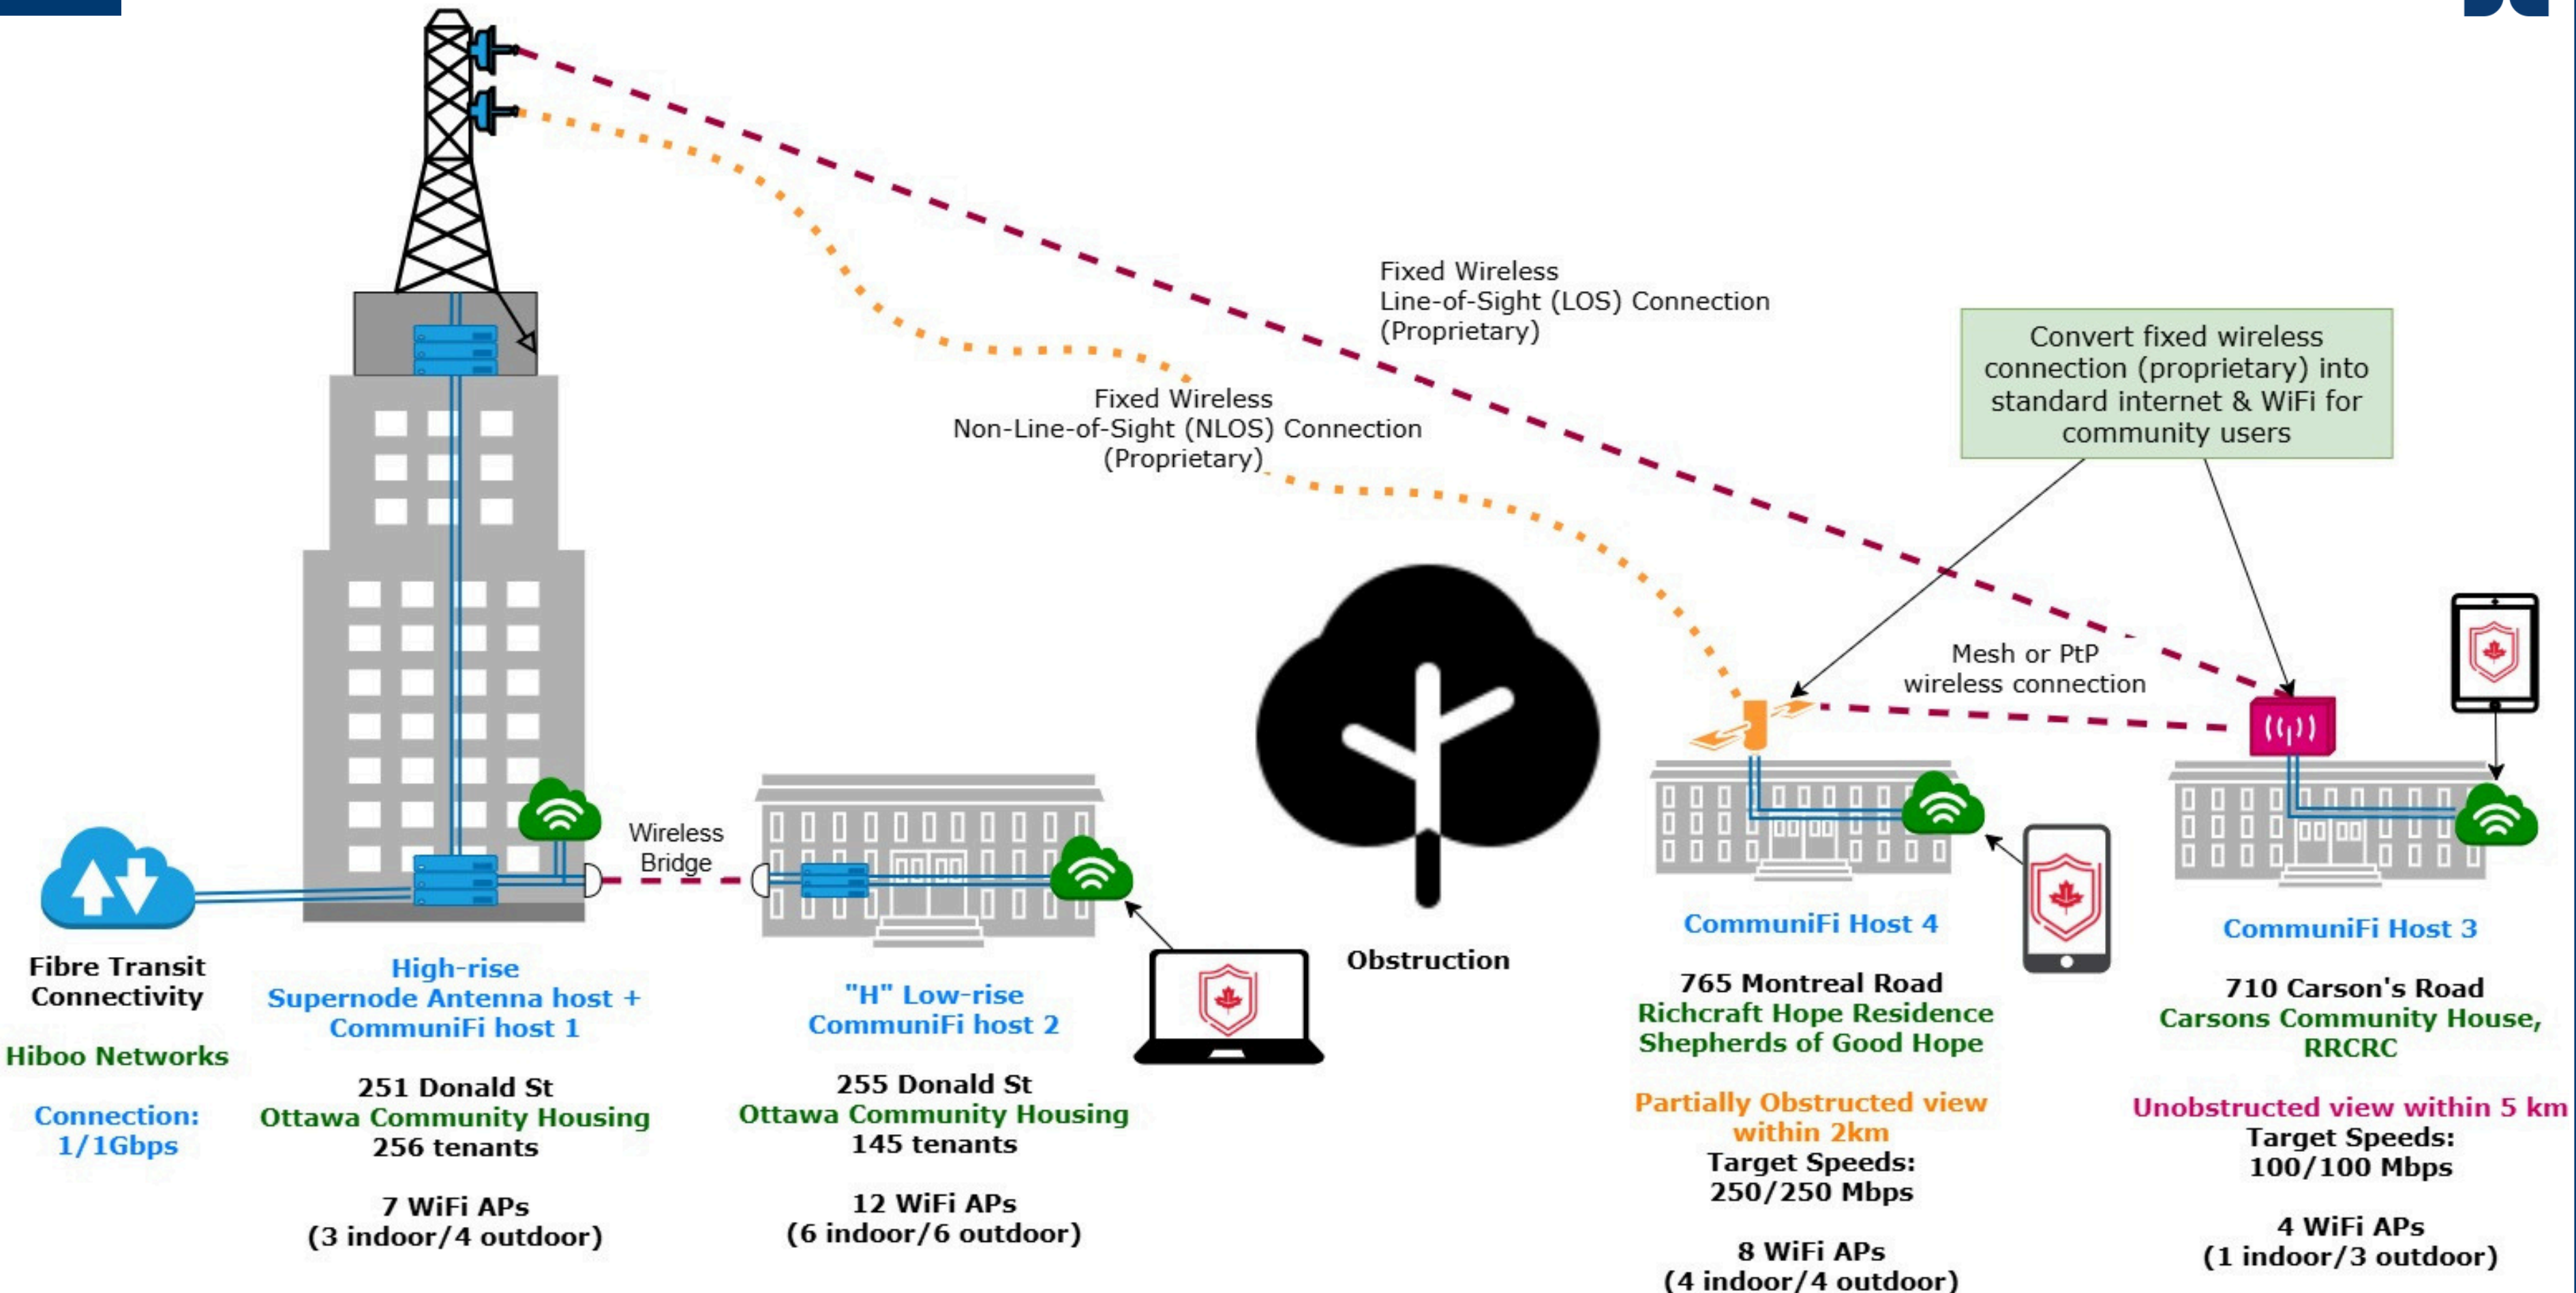 Fixed Wireless
Line-of-Sight (LOS) Connection
(Proprietary)
Fixed Wireless
Non-Line-of-Sight (NLOS) Connection
(Proprietary)
Convert fixed wireless
connection (proprietary) into
standard internet & WiFi for
community users
Mesh or PtP
wireless connection
Wireless
Bridge
Obstruction
Fibre Transit
Connectivity
Hiboo Networks
Connection:
1/1Gbps
High-rise
Supernode Antenna host +
CommuniFi host 1
251 Donald St
Ottawa Community Housing
256 tenants
7 WiFi APs
(3 indoor/4 outdoor)
"H" Low-rise
CommuniFi host 2
255 Donald St
Ottawa Community Housing
145 tenants
12 WiFi APs
(6 indoor/6 outdoor)
CommuniFi Host 4
765 Montreal Road
Richcraft Hope Residence
Shepherds of Good Hope
Partially Obstructed view
within 2km
Target Speeds:
250/250 Mbps
8 WiFi APs
(4 indoor/4 outdoor)
CommuniFi Host 3
710 Carson's Road
Carsons Community House,
RRCRC
Unobstructed view within 5 km
Target Speeds:
100/100 Mbps
4 WiFi APs
(1 indoor/3 outdoor)